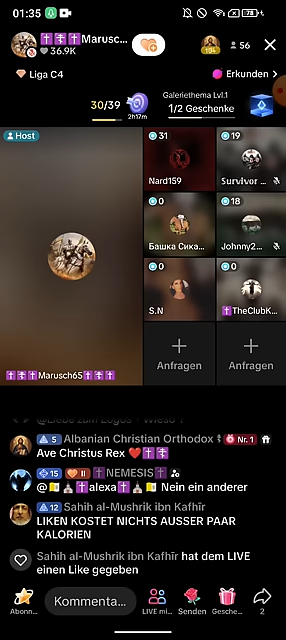 01:35
78
✝️☦️✝️Marusc...
36.9K
56
Liga C4
Erkunden >
30/39
2h17m
Galeriethema Lvl.1
1/2 Geschenke
Host
31
Nard159
19
Survivor ...
0
Башка Сика...
18
Johnny2...
0
S.N
0
✝️TheClubK...
✝️✝️✝️Marusch65✝️✝️✝️
+
Anfragen
+
Anfragen
@Liebe zum Logos
5 Albanian Christian Orthodox ☦ Nr. 1
Ave Christus Rex ❤️✝️☦️
15 II ✝️NEMESIS✝️
@🇻🇦⛪✝️alexa✝️⛪🇻🇦 Nein ein anderer
12 Sahih al-Mushrik ibn Kafhīr
LIKEN KOSTET NICHTS AUSSER PAAR
KALORIEN
Sahih al-Mushrik ibn Kafhīr hat dem LIVE
einen Like gegeben
Kommenta...
Abonn...
LIVE mi...
Senden
Gesche...
2